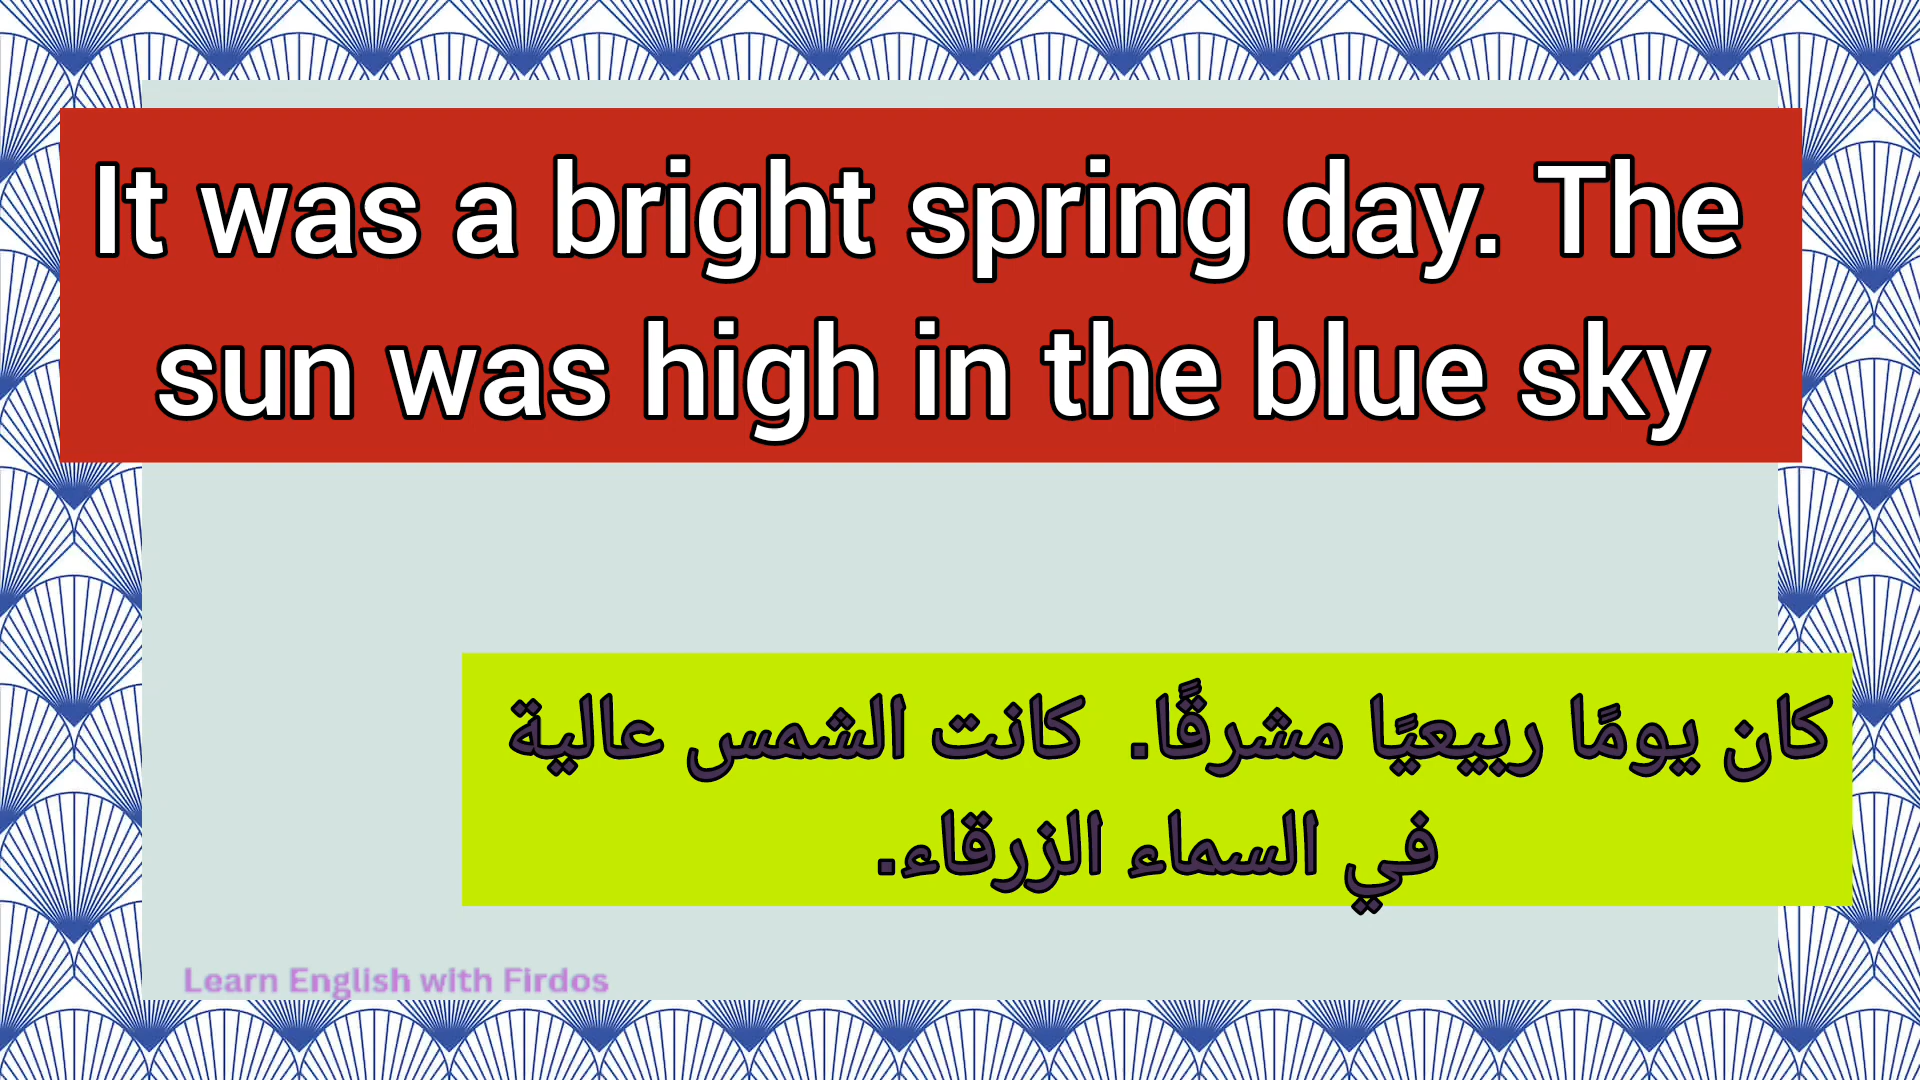 It was a bright spring day. The
sun was high in the blue sky
كان يومًا ربيعيًا مشرقًا. كانت الشمس عالية
في السماء الزرقاء.
Learn English with Firdos